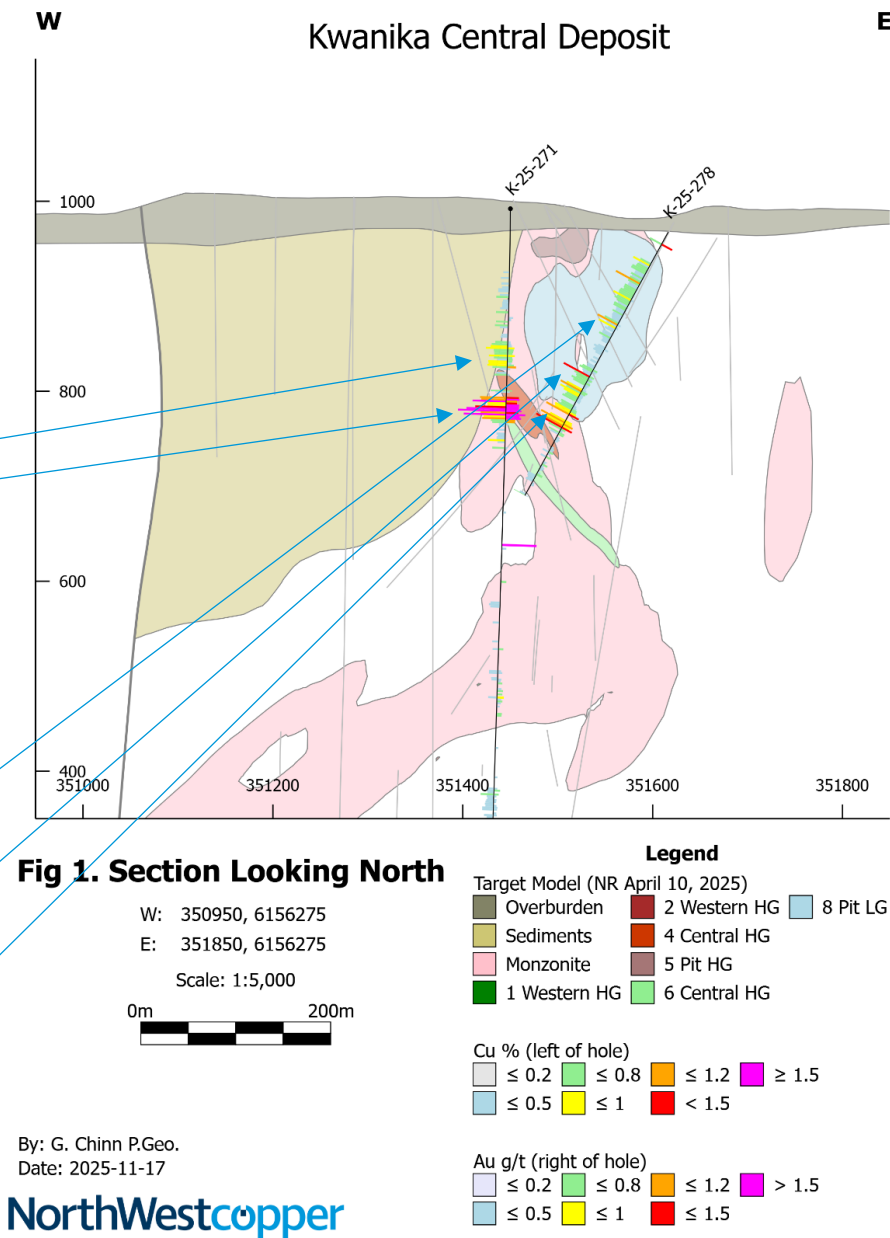 W
E
Kwanika Central Deposit
K-25-271
K-25-278
1000
800
600
400
351000
351200
351400
351600
351800
Fig 1. Section Looking North
W: 350950, 6156275
E: 351850, 6156275
Scale: 1:5,000
0m 200m
Legend
Target Model (NR April 10, 2025)
Overburden 2 Western HG 8 Pit LG
Sediments 4 Central HG
Monzonite 5 Pit HG
1 Western HG 6 Central HG
Cu % (left of hole)
≤ 0.2 ≤ 0.8 ≤ 1.2 ≥ 1.5
≤ 0.5 ≤ 1 < 1.5
Au g/t (right of hole)
≤ 0.2 ≤ 0.8 ≤ 1.2 > 1.5
≤ 0.5 ≤ 1 ≤ 1.5
By: G. Chinn P.Geo.
Date: 2025-11-17
NorthWestcopper